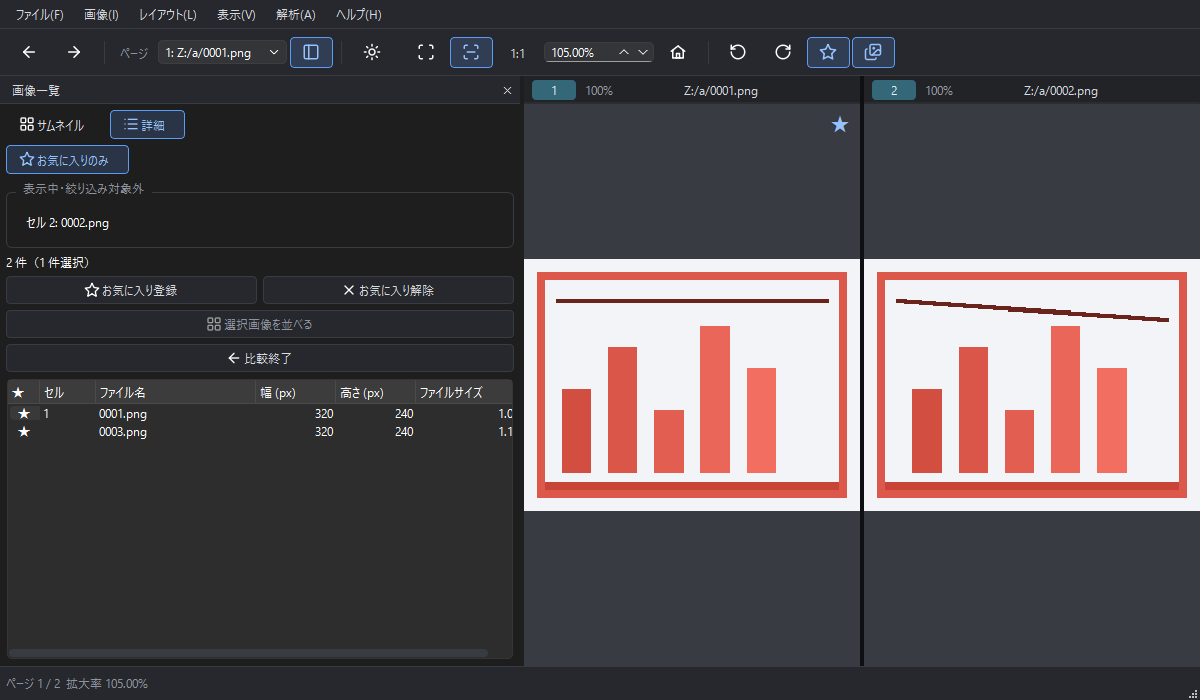 ファイル(F) 画像(I) レイアウト(L) 表示(V) 解析(A) ヘルプ(H)
ページ 1: Z:/a/0001.png 1:1 105.00%
画像一覧
1 100% Z:/a/0001.png
2 100% Z:/a/0002.png
サムネイル 詳細
お気に入りのみ
表示中・絞り込み対象外
セル 2: 0002.png
2 件（1 件選択）
お気に入り登録 お気に入り解除
選択画像を並べる
比較終了
★ セル ファイル名 幅 (px) 高さ (px) ファイルサイズ
★ 1 0001.png 320 240 1.0
★ 0003.png 320 240 1.1
ページ 1 / 2 拡大率 105.00%